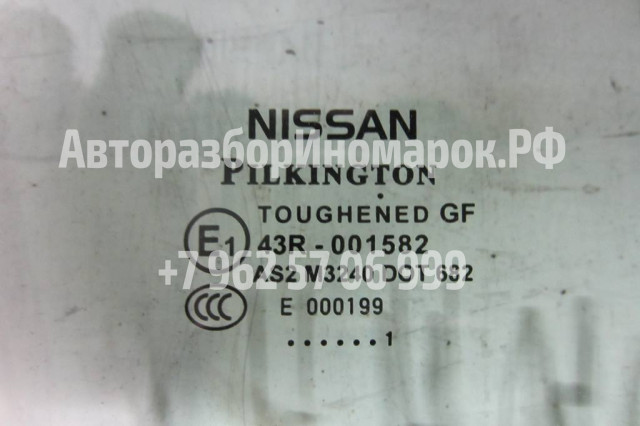 NISSAN
АвторазборИномарок.РФ
PILKINGTON
TOUGHENED GF
E1 43R - 001582
+7 962 57 06 999
AS2 M3240 DOT 632
CCC E 000199
. . . . . . 1